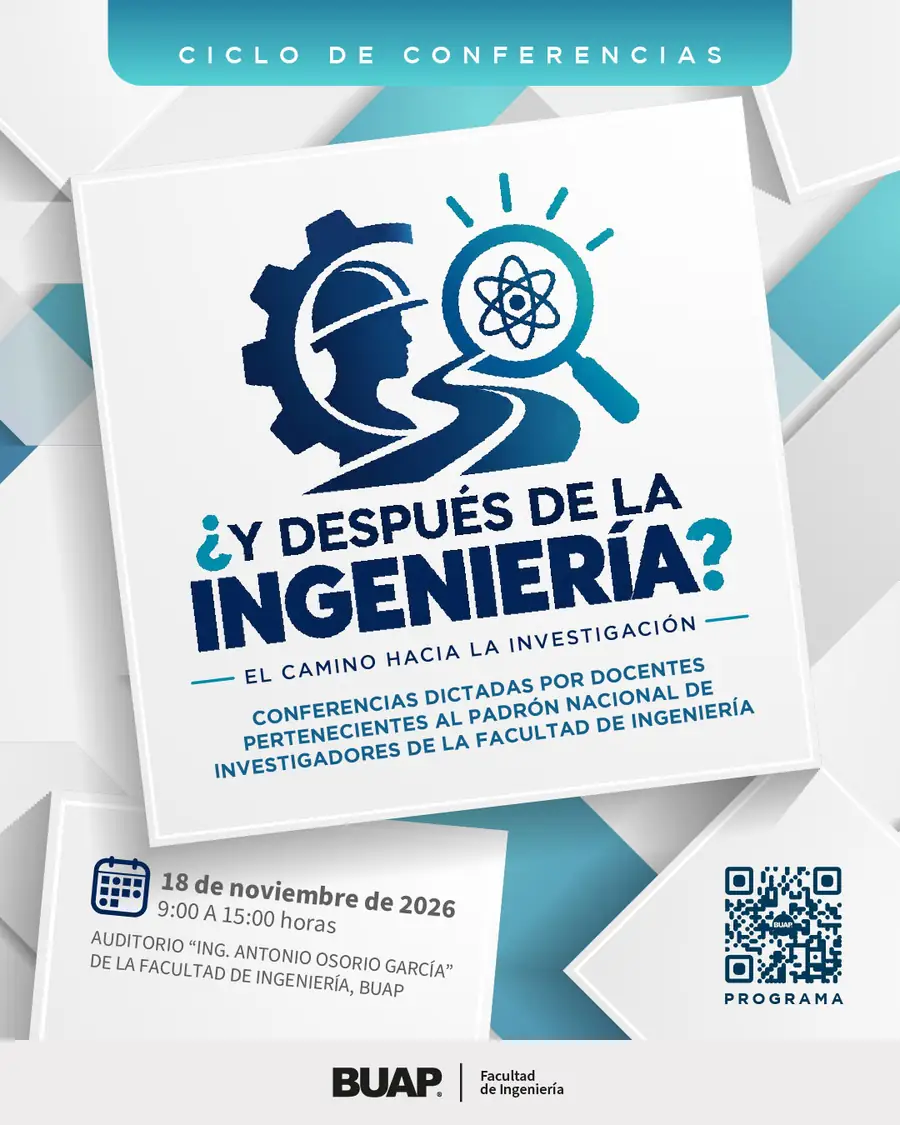 CICLO DE CONFERENCIAS
¿Y DESPUÉS DE LA
INGENIERÍA?
EL CAMINO HACIA LA INVESTIGACIÓN
CONFERENCIAS DICTADAS POR DOCENTES
PERTENECIENTES AL PADRÓN NACIONAL DE
INVESTIGADORES DE LA FACULTAD DE INGENIERÍA
18 de noviembre de 2026
9:00 A 15:00 horas
AUDITORIO “ING. ANTONIO OSORIO GARCÍA”
DE LA FACULTAD DE INGENIERÍA, BUAP
BUAP
PROGRAMA
BUAP®
Facultad
de Ingeniería